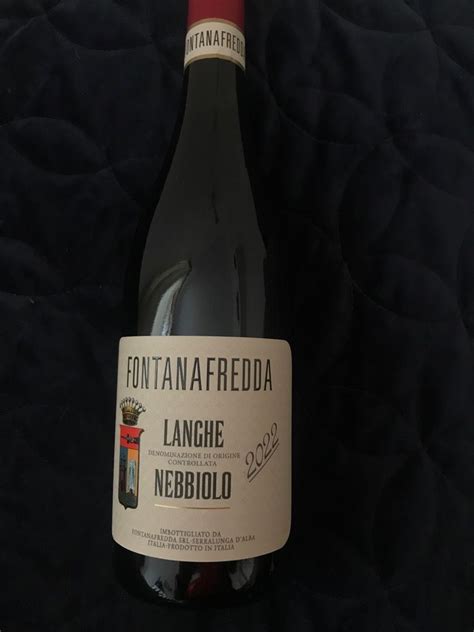 FONTANAFREDDA
FONTANAFREDDA
LANGHE
DENOMINAZIONE DI ORIGINE
CONTROLLATA
2022
NEBBIOLO
IMBOTTIGLIATO DA
FONTANAFREDDA SRL-SERRALUNGA D'ALBA
ITALIA-PRODOTTO IN ITALIA